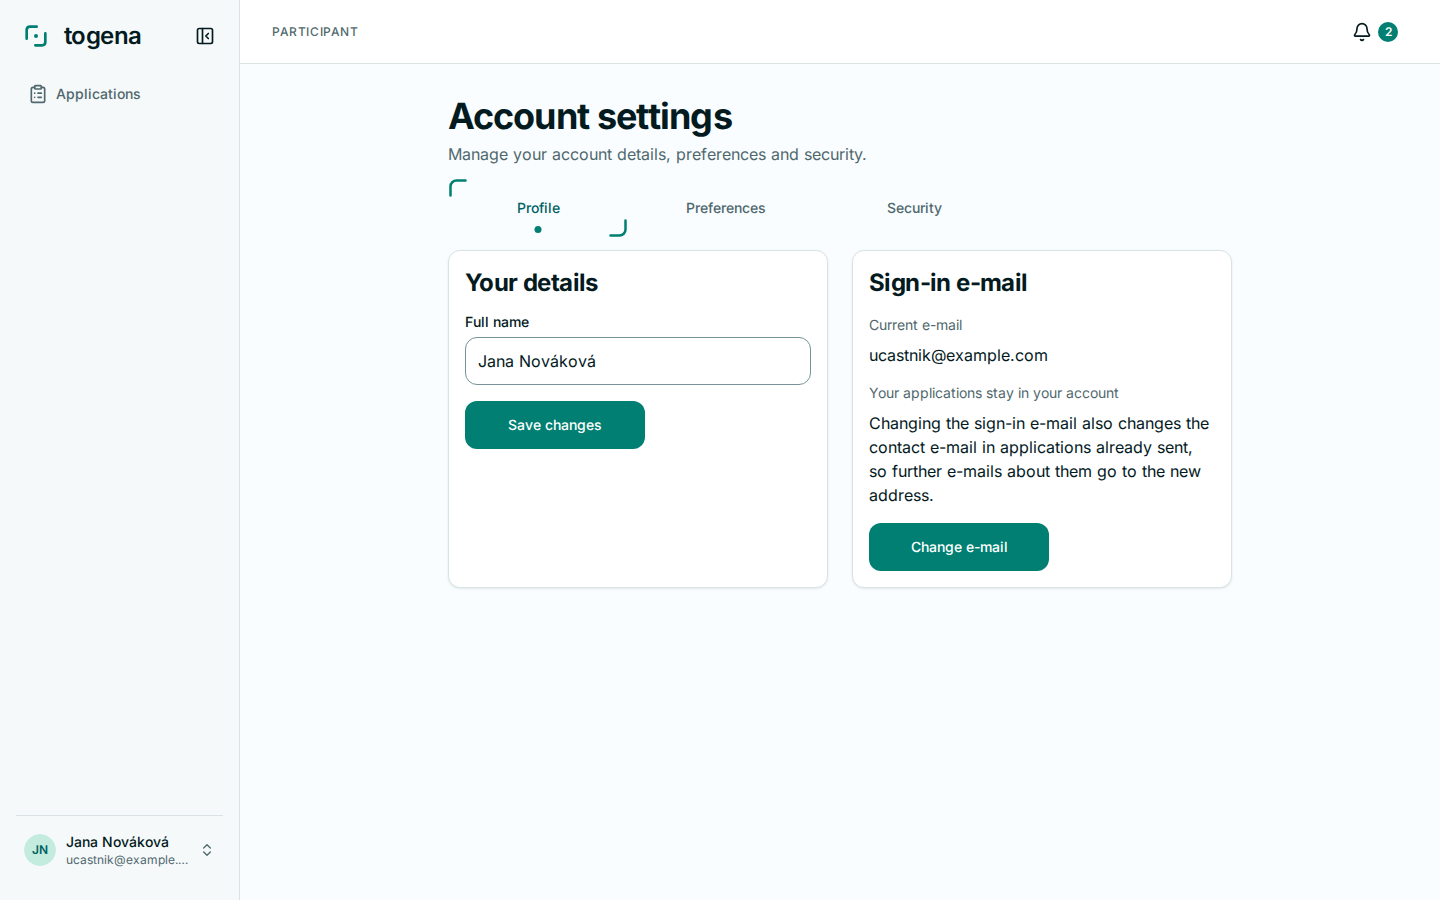 togena
PARTICIPANT
2
Applications
Account settings
Manage your account details, preferences and security.
Profile
Preferences
Security
Your details
Full name
Jana Nováková
Save changes
Sign-in e-mail
Current e-mail
ucastnik@example.com
Your applications stay in your account
Changing the sign-in e-mail also changes the
contact e-mail in applications already sent,
so further e-mails about them go to the new
address.
Change e-mail
JN
Jana Nováková
ucastnik@example....